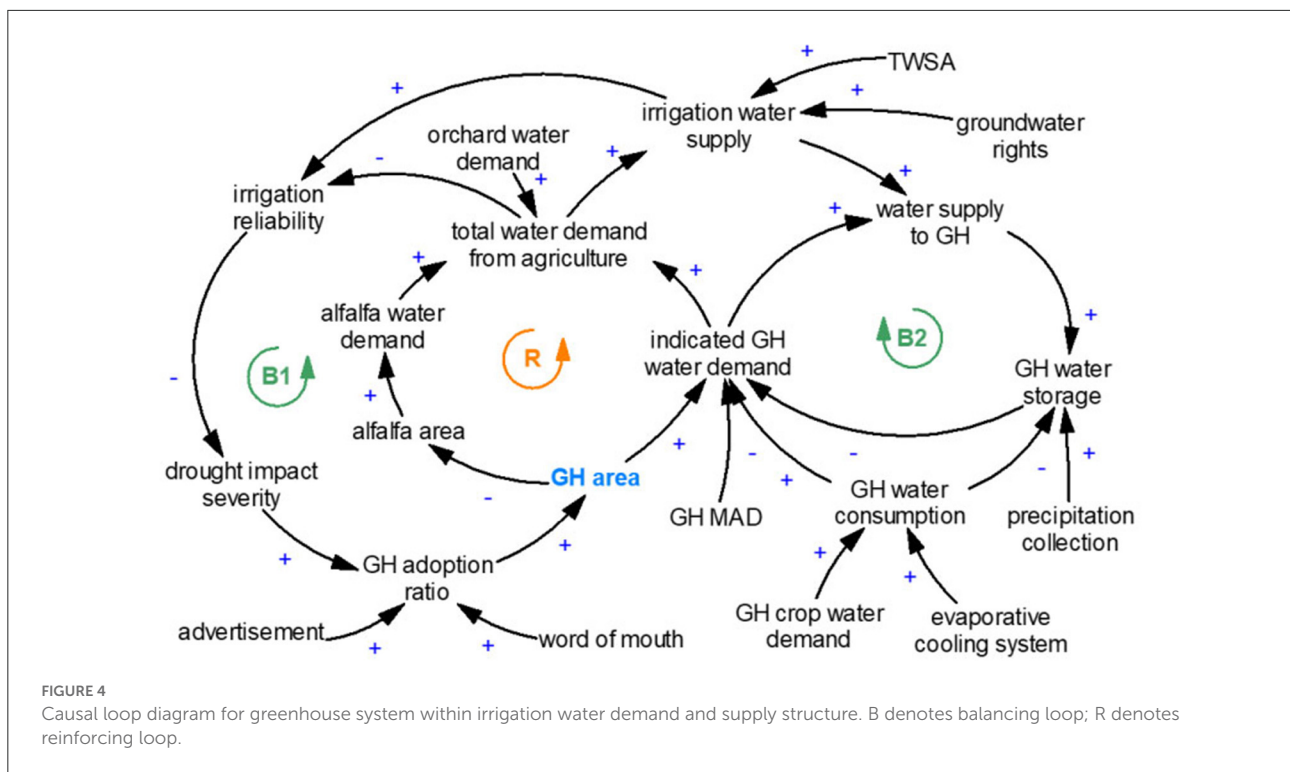 +
TWSA
+
+
irrigation water
supply
groundwater
rights
orchard water
demand
-
+
+
+
irrigation
reliability
+
water supply
to GH
total water demand
from agriculture
+
+
alfalfa water
demand
indicated GH
water demand
+
B1
R
B2
-
+
GH water
storage
alfalfa area
+
-
-
+
drought impact
severity
GH area
-
+
-
+
GH MAD
GH water
consumption
precipitation
collection
+
+
GH adoption
ratio
+
+
advertisement
+
+
word of mouth
GH crop water
demand
evaporative
cooling system
FIGURE 4
Causal loop diagram for greenhouse system within irrigation water demand and supply structure. B denotes balancing loop; R denotes
reinforcing loop.